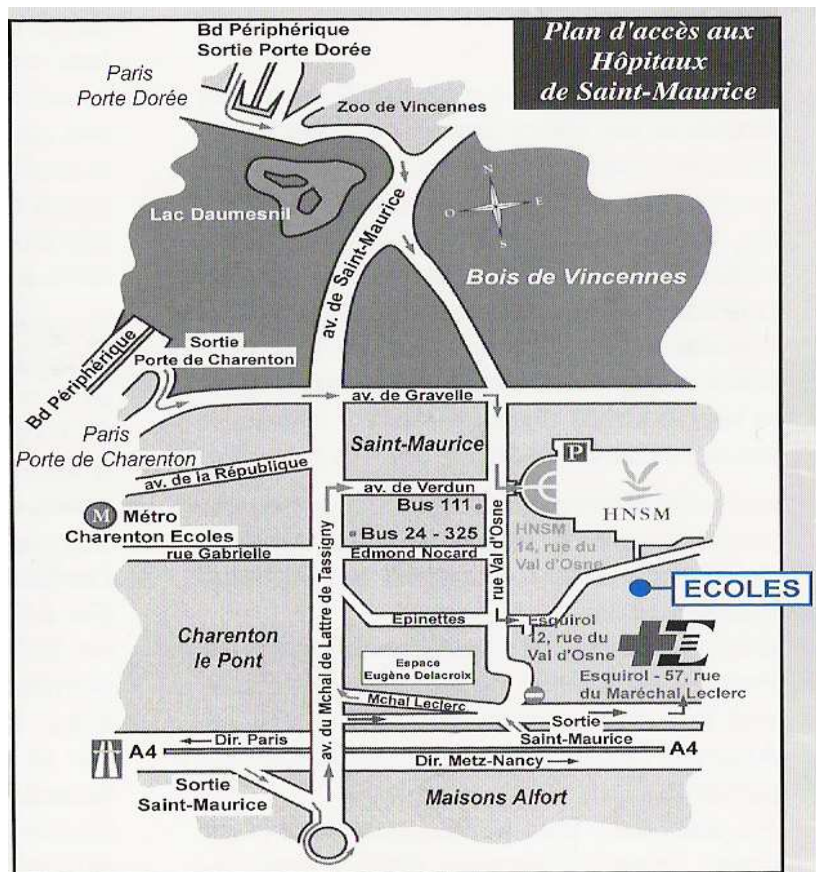 Bd Périphérique
Sortie Porte Dorée
Plan d'accès aux
Hôpitaux
de Saint-Maurice
Paris
Porte Dorée
Zoo de Vincennes
N
O
E
S
Lac Daumesnil
av. de Saint-Maurice
Bois de Vincennes
Bd Périphérique
Sortie
Porte de Charenton
av. de Gravelle
Paris
Porte de Charenton
Saint-Maurice
P
av. de la République
av. de Verdun
HNSM
M Métro
Charenton Ecoles
Bus 111
Bus 24 - 325
rue Gabrielle
Edmond Nocard
rue Val d'Osne
HNSM
14, rue du
Val d'Osne
av. du Mchal de Lattre de Tassigny
ECOLES
Epinettes
Esquirol
12, rue du
Val d'Osne
E
Charenton
le Pont
Espace
Eugène Delacroix
Esquirol - 57, rue
du Maréchal Leclerc
Mchal Leclerc
Sortie
Saint-Maurice
Dir. Paris
A4
A4
Dir. Metz-Nancy
Sortie
Saint-Maurice
Maisons Alfort